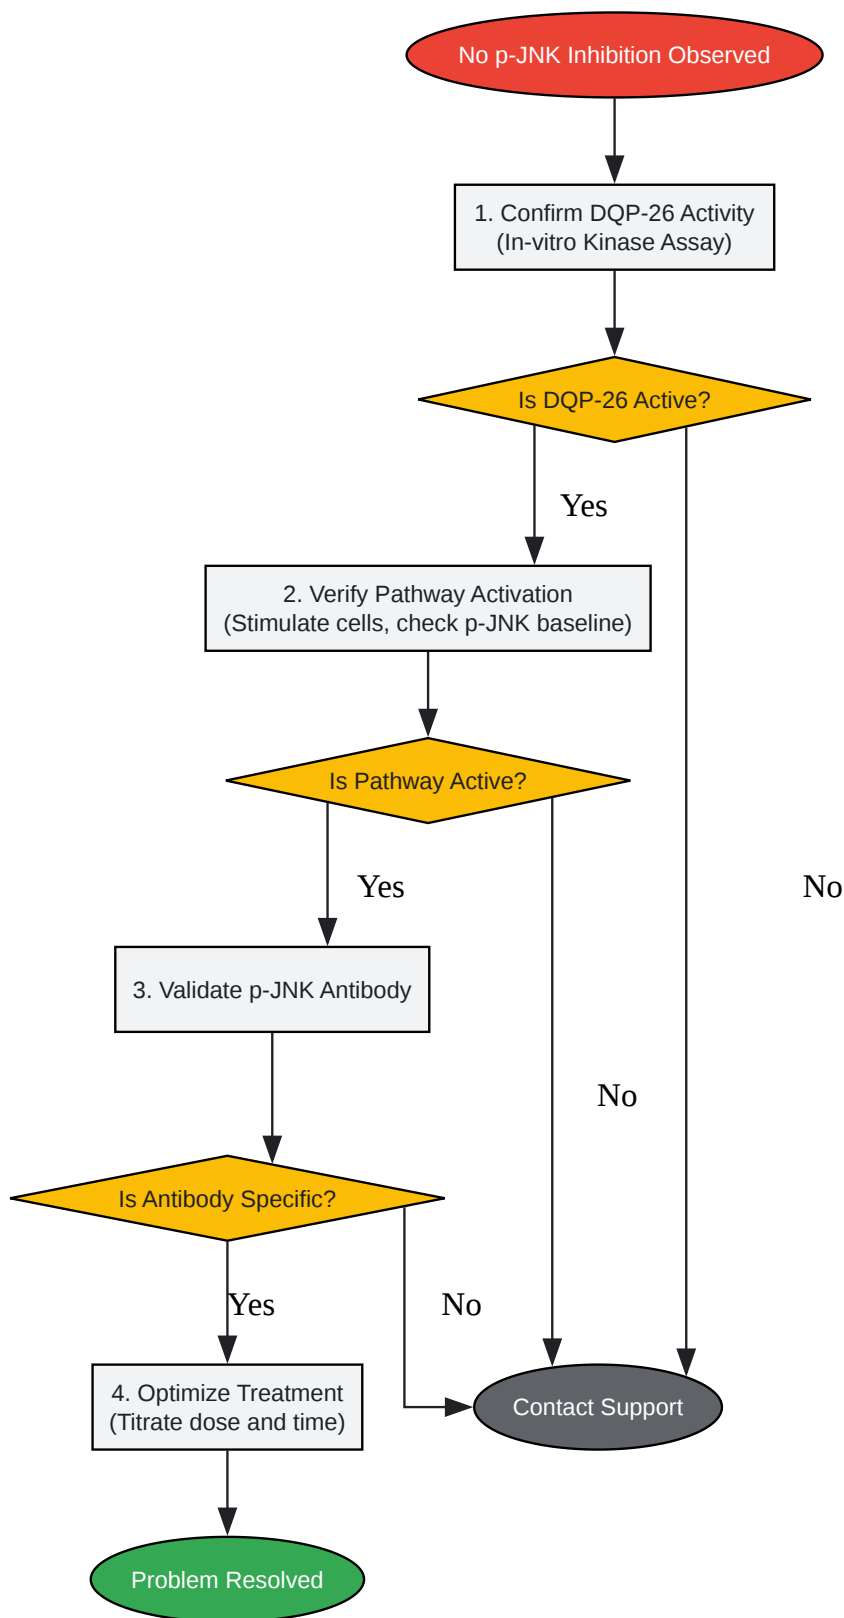 No p-JNK Inhibition Observed
1. Confirm DQP-26 Activity
(In-vitro Kinase Assay)
Is DQP-26 Active?
Yes
2. Verify Pathway Activation
(Stimulate cells, check p-JNK baseline)
Is Pathway Active?
Yes
No
3. Validate p-JNK Antibody
No
Is Antibody Specific?
Yes
No
4. Optimize Treatment
(Titrate dose and time)
Contact Support
Problem Resolved